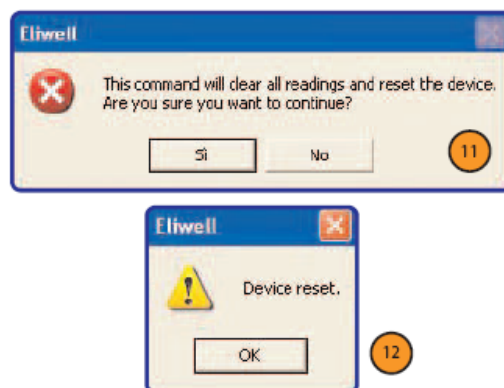 Eliwell
This command will clear all readings and reset the device.
Are you sure you want to continue?
Sì
No
11
Eliwell
Device reset.
OK
12